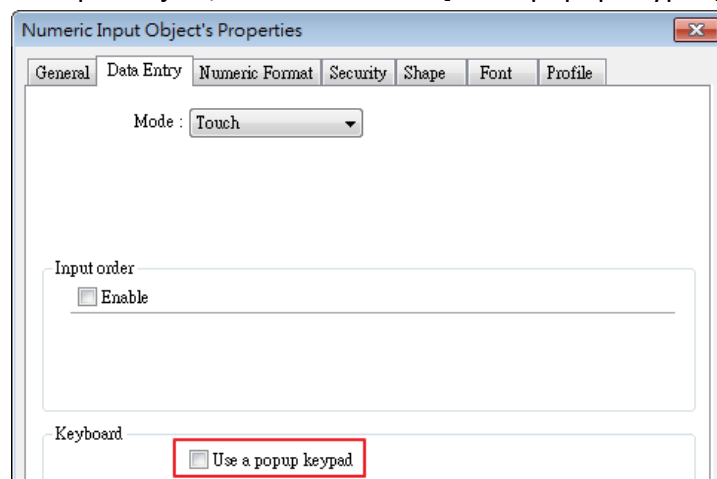 Numeric Input Object's Properties
General Data Entry Numeric Format Security Shape Font Profile
Mode : Touch
Input order
Enable
Keyboard
Use a popup keypad